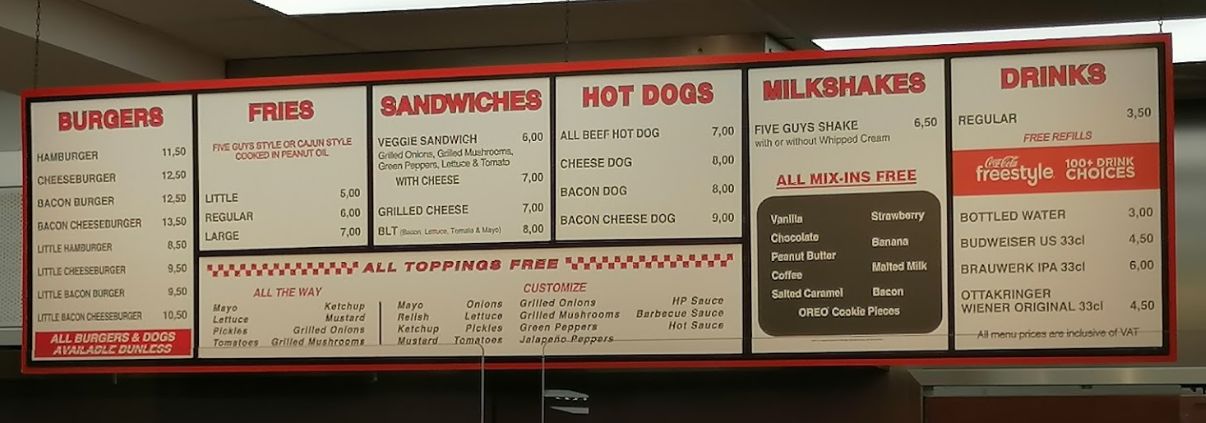 BURGERS
HAMBURGER 11,50
CHEESEBURGER 12,50
BACON BURGER 12,50
BACON CHEESEBURGER 13,50
LITTLE HAMBURGER 8,50
LITTLE CHEESEBURGER 9,50
LITTLE BACON BURGER 9,50
LITTLE BACON CHEESEBURGER 10,50
ALL BURGERS & DOGS
AVAILABLE BUNLESS
FRIES
FIVE GUYS STYLE OR CAJUN STYLE
COOKED IN PEANUT OIL
LITTLE 5,00
REGULAR 6,00
LARGE 7,00
SANDWICHES
VEGGIE SANDWICH 6,00
Grilled Onions, Grilled Mushrooms,
Green Peppers, Lettuce & Tomato
WITH CHEESE 7,00
GRILLED CHEESE 7,00
BLT (Bacon, Lettuce, Tomato & Mayo) 8,00
HOT DOGS
ALL BEEF HOT DOG 7,00
CHEESE DOG 8,00
BACON DOG 8,00
BACON CHEESE DOG 9,00
ALL TOPPINGS FREE
ALL THE WAY
Mayo Ketchup
Lettuce Mustard
Pickles Grilled Onions
Tomatoes Grilled Mushrooms
CUSTOMIZE
Mayo Onions Grilled Onions HP Sauce
Relish Lettuce Grilled Mushrooms Barbecue Sauce
Ketchup Pickles Green Peppers Hot Sauce
Mustard Tomatoes Jalapeño Peppers
MILKSHAKES
FIVE GUYS SHAKE 6,50
with or without Whipped Cream
ALL MIX-INS FREE
Vanilla Strawberry
Chocolate Banana
Peanut Butter
Coffee Malted Milk
Salted Caramel Bacon
OREO® Cookie Pieces
DRINKS
REGULAR 3,50
FREE REFILLS
Coca-Cola freestyle 100+ DRINK
CHOICES
BOTTLED WATER 3,00
BUDWEISER US 33cl 4,50
BRAUWERK IPA 33cl 6,00
OTTAKRINGER
WIENER ORIGINAL 33cl 4,50
All menu prices are inclusive of VAT